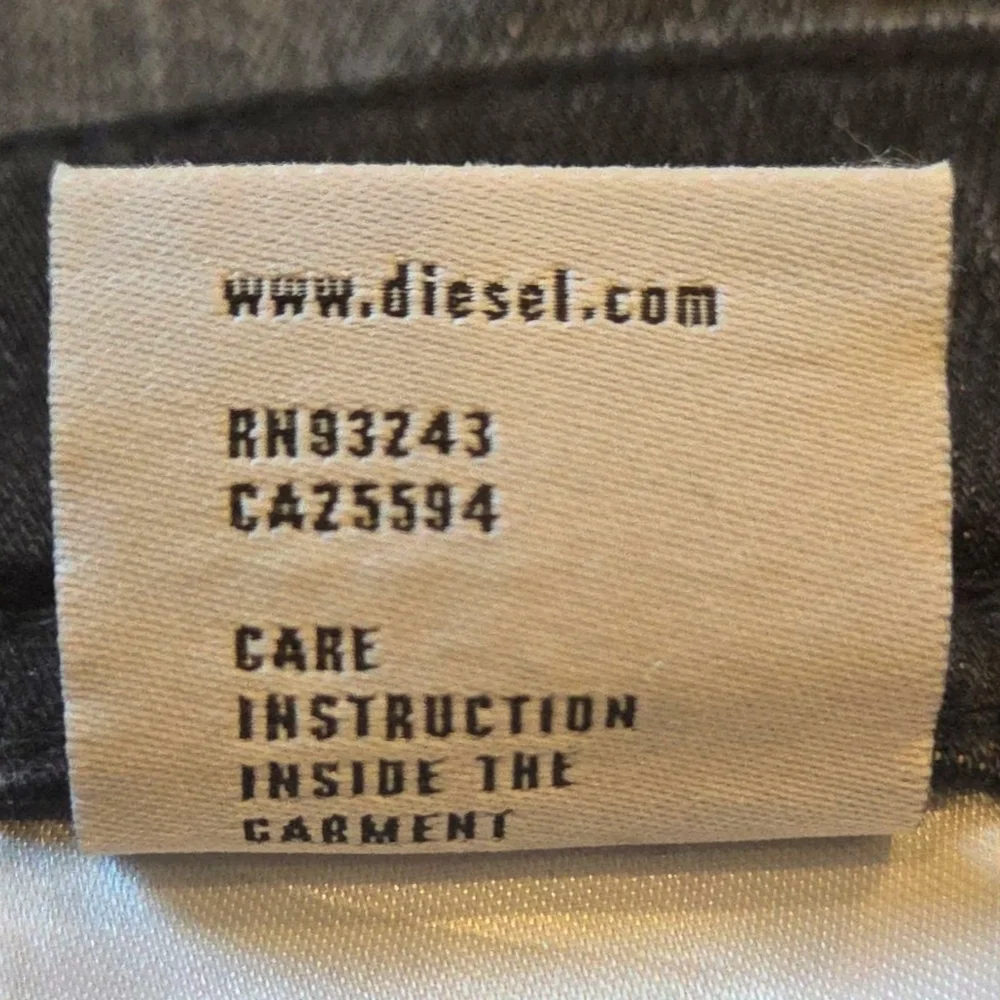 www.diesel.com
RN93243
CA25594
CARE
INSTRUCTION
INSIDE THE
GARMENT